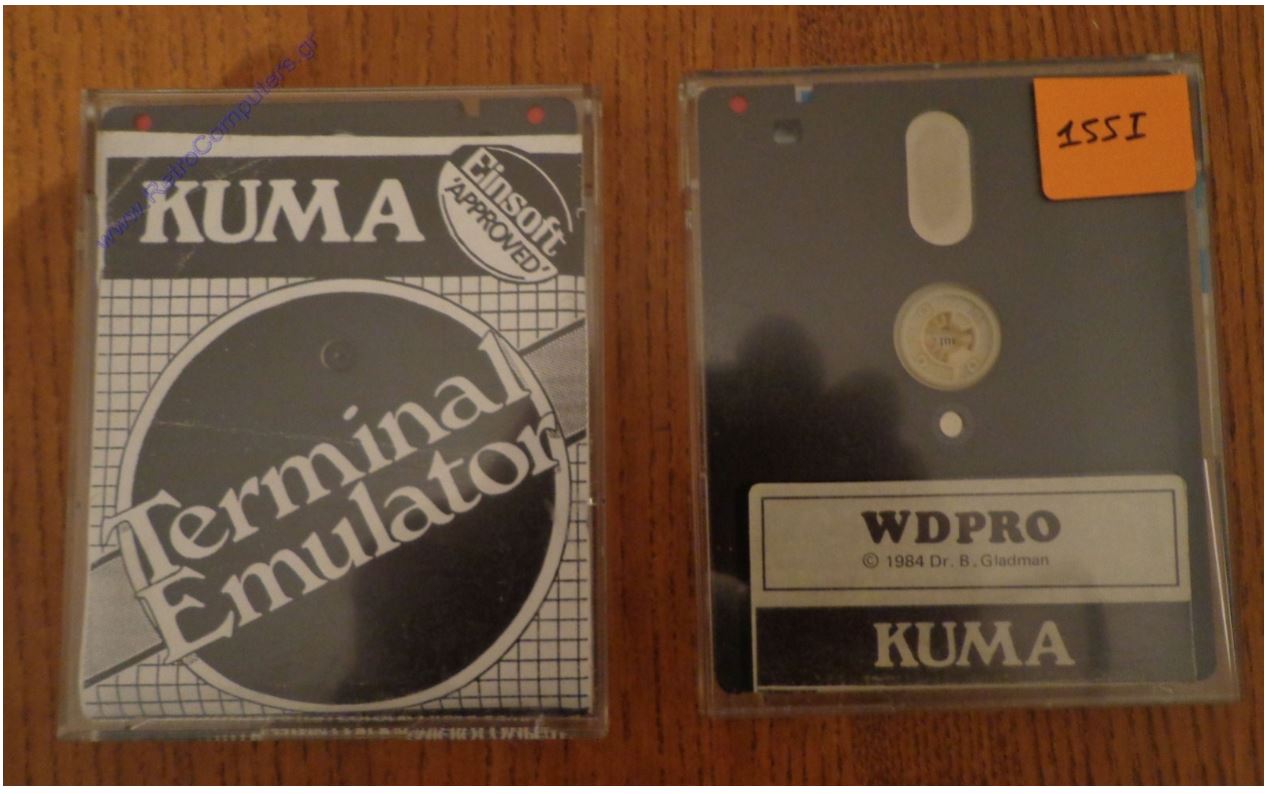 www.RetroComputers.gr
KUMA
Einsoft
'APPROVED'
Terminal
Emulator
155I
WDPRO
© 1984 Dr. B. Gladman
KUMA